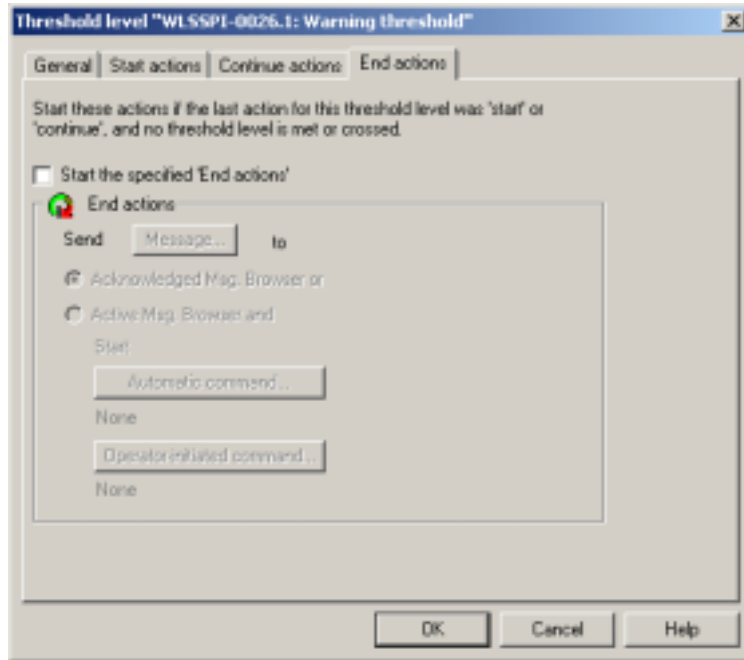 Threshold level "WLSSPI-0026.1: Warning threshold"
General
Start actions
Continue actions
End actions
Start these actions if the last action for this threshold level was 'start' or
'continue', and no threshold level is met or crossed.
Start the specified 'End actions'
End actions
Send Message... to
Acknowledged Msg. Browser or
Active Msg. Browser and
Start
Automatic command...
None
Operator-initiated command...
None
OK
Cancel
Help